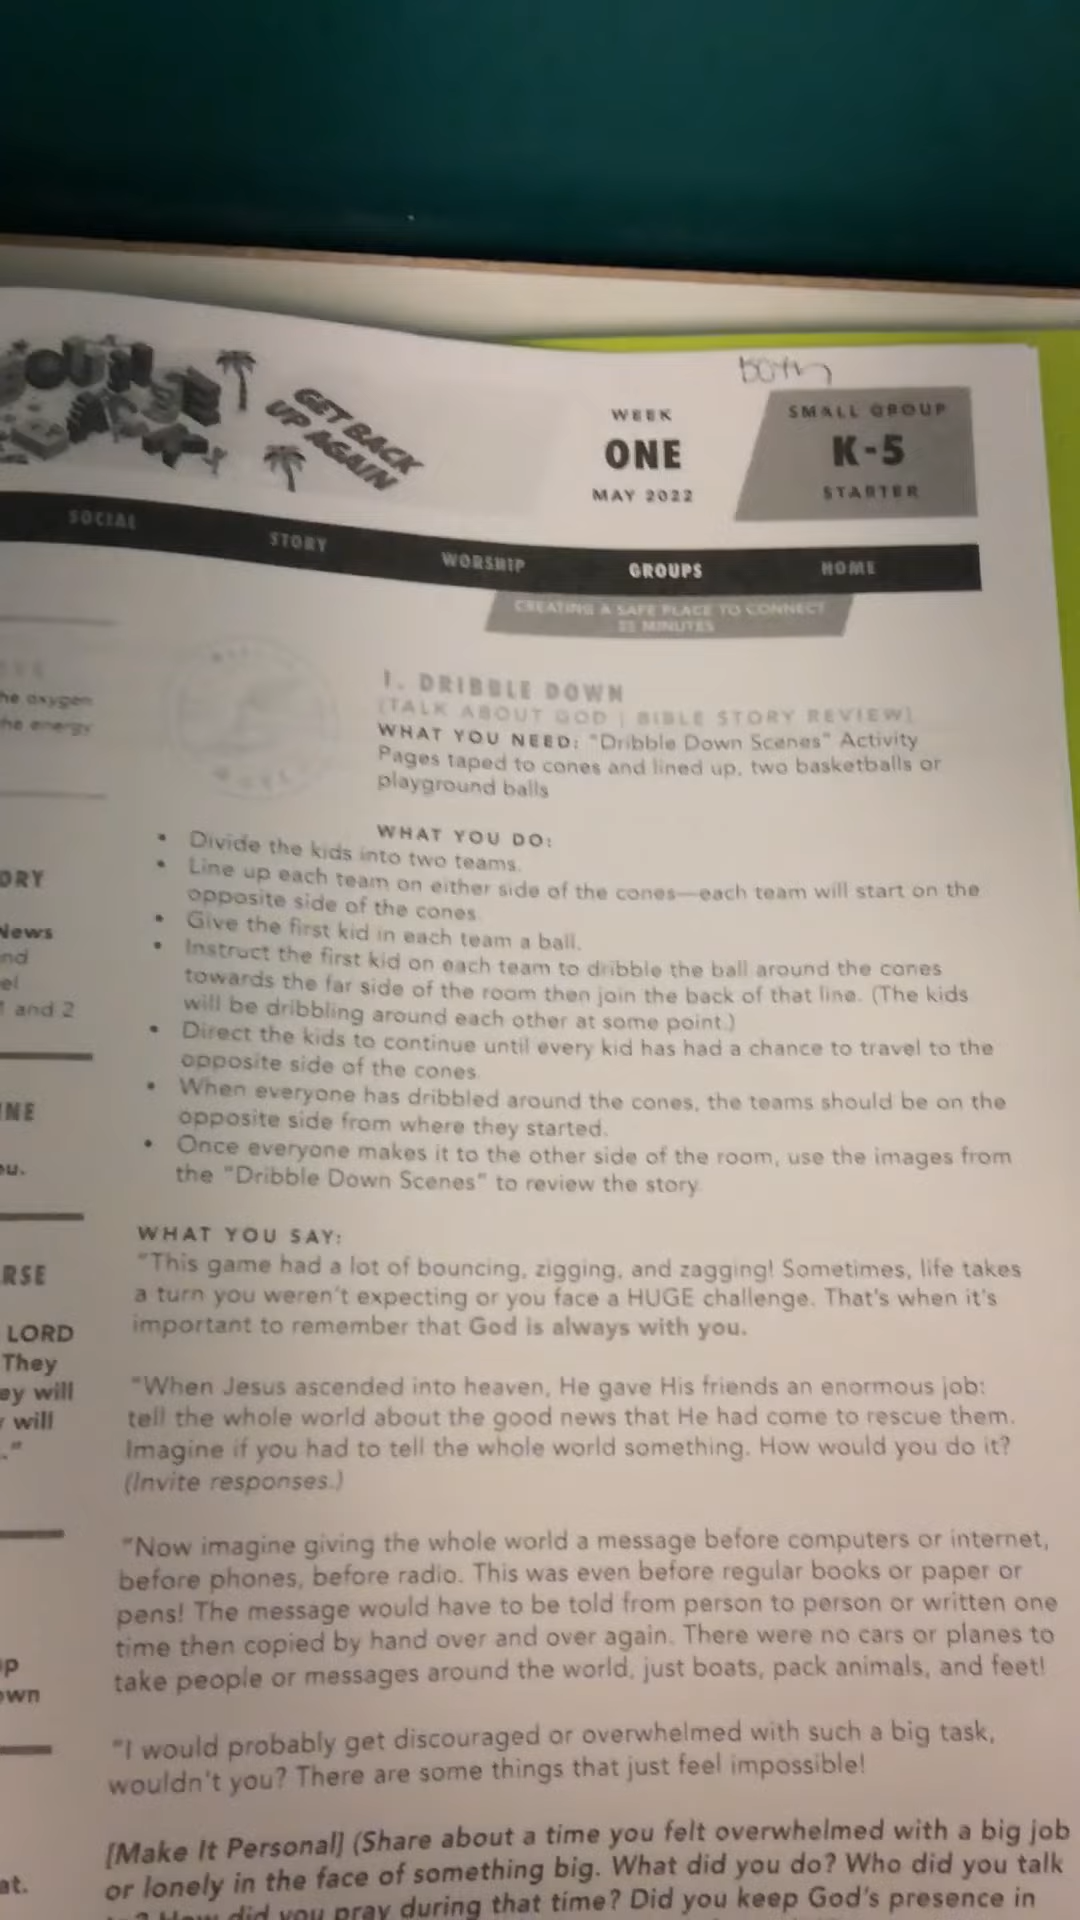 both
BOUNCE
GET BACK
UP AGAIN
WEEK
ONE
MAY 2022
SMALL GROUP
K-5
STARTER
SOCIAL
STORY
WORSHIP
GROUPS
HOME
CREATING A SAFE PLACE TO CONNECT
25 MINUTES
he oxygen
he energy
ORY
News
nd
el
1 and 2
INE
ou.
RSE
LORD
They
ey will
will
."
p
own
at.
1. DRIBBLE DOWN
[TALK ABOUT GOD | BIBLE STORY REVIEW]
WHAT YOU NEED: "Dribble Down Scenes" Activity
Pages taped to cones and lined up, two basketballs or
playground balls
WHAT YOU DO:
• Divide the kids into two teams.
• Line up each team on either side of the cones—each team will start on the
opposite side of the cones.
• Give the first kid in each team a ball.
• Instruct the first kid on each team to dribble the ball around the cones
towards the far side of the room then join the back of that line. (The kids
will be dribbling around each other at some point.)
• Direct the kids to continue until every kid has had a chance to travel to the
opposite side of the cones.
• When everyone has dribbled around the cones, the teams should be on the
opposite side from where they started.
• Once everyone makes it to the other side of the room, use the images from
the "Dribble Down Scenes" to review the story.
WHAT YOU SAY:
"This game had a lot of bouncing, zigging, and zagging! Sometimes, life takes
a turn you weren't expecting or you face a HUGE challenge. That's when it's
important to remember that God is always with you.
"When Jesus ascended into heaven, He gave His friends an enormous job:
tell the whole world about the good news that He had come to rescue them.
Imagine if you had to tell the whole world something. How would you do it?
(Invite responses.)
"Now imagine giving the whole world a message before computers or internet,
before phones, before radio. This was even before regular books or paper or
pens! The message would have to be told from person to person or written one
time then copied by hand over and over again. There were no cars or planes to
take people or messages around the world, just boats, pack animals, and feet!
"I would probably get discouraged or overwhelmed with such a big task,
wouldn't you? There are some things that just feel impossible!
[Make It Personal] (Share about a time you felt overwhelmed with a big job
or lonely in the face of something big. What did you do? Who did you talk
to? How did you pray during that time? Did you keep God's presence in